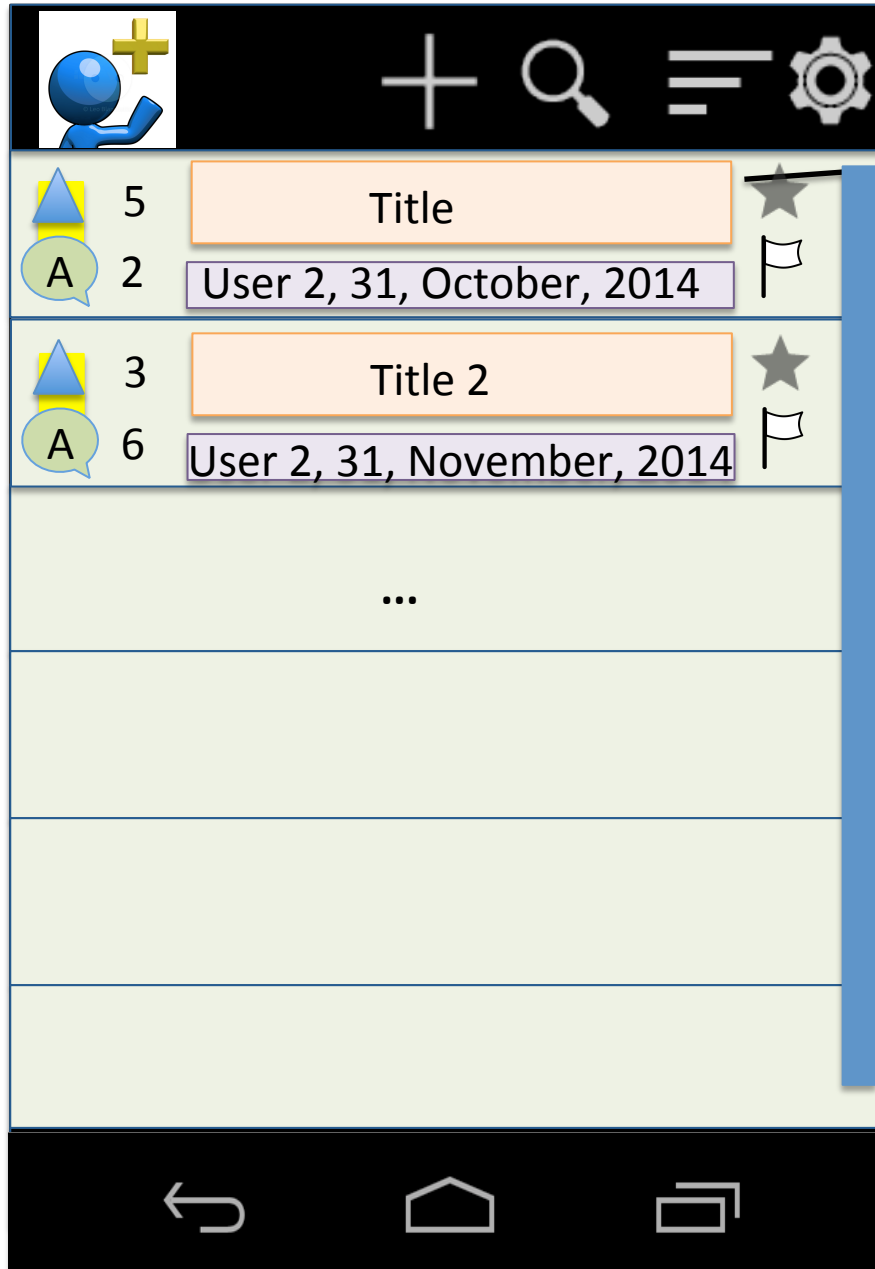 5
Title
A
2
User 2, 31, October, 2014
3
Title 2
A
6
User 2, 31, November, 2014
...